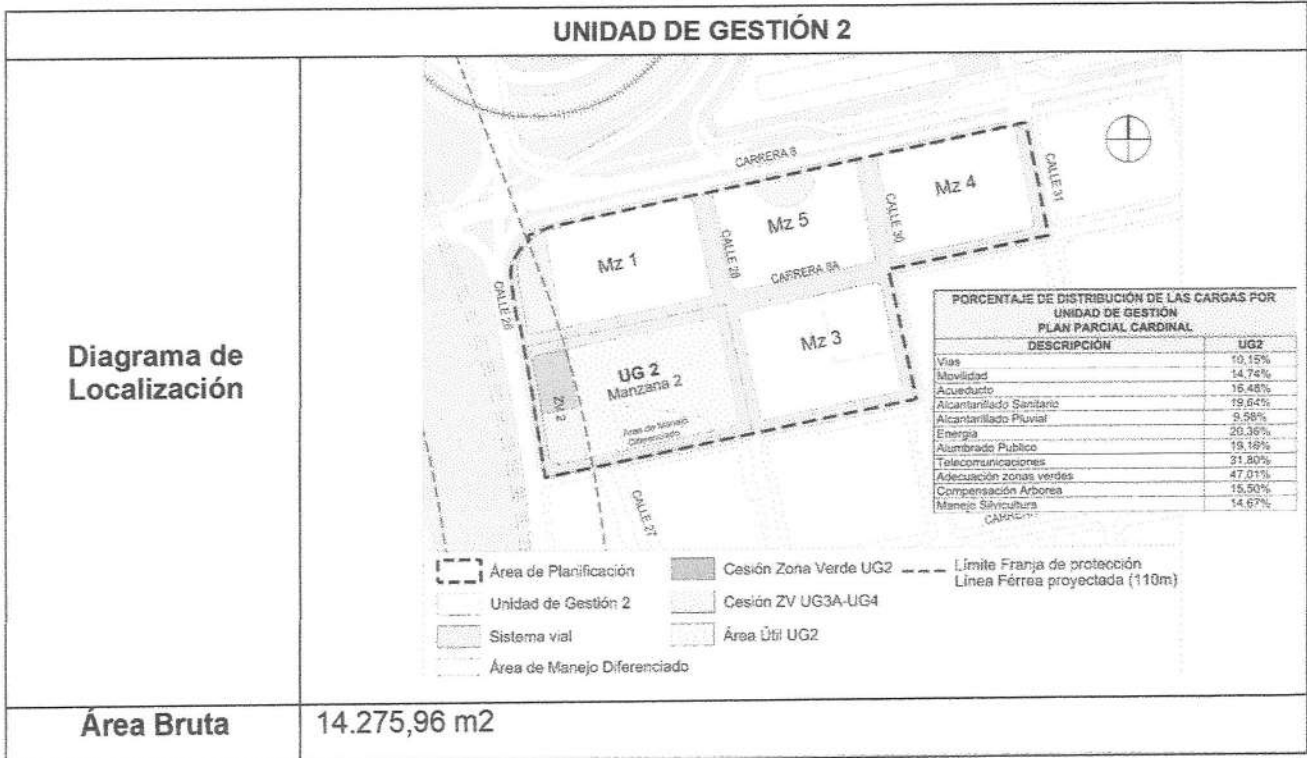 UNIDAD DE GESTIÓN 2
Diagrama de
Localización
CARRERA 8
Mz 4
CALLE 31
Mz 5
CALLE 30
Mz 1
CALLE 28
CARRERA 8A
CALLE 26
Mz 3
UG 2
Manzana 2
ZV 2
Área de Manejo
Diferenciado
CALLE 27
PORCENTAJE DE DISTRIBUCIÓN DE LAS CARGAS POR
UNIDAD DE GESTIÓN
PLAN PARCIAL CARDINAL
DESCRIPCIÓN UG2
Vías 10,15%
Movilidad 14,74%
Acueducto 16,48%
Alcantarillado Sanitario 19,64%
Alcantarillado Pluvial 9,58%
Energía 20,36%
Alumbrado Publico 19,16%
Telecomunicaciones 31,80%
Adecuación zonas verdes 47,01%
Compensación Arborea 15,50%
Manejo Silvicultura 14,67%
Área de Planificación
Unidad de Gestión 2
Sistema vial
Área de Manejo Diferenciado
Cesión Zona Verde UG2
Cesión ZV UG3A-UG4
Área Útil UG2
Límite Franja de protección
Línea Férrea proyectada (110m)
Área Bruta
14.275,96 m2